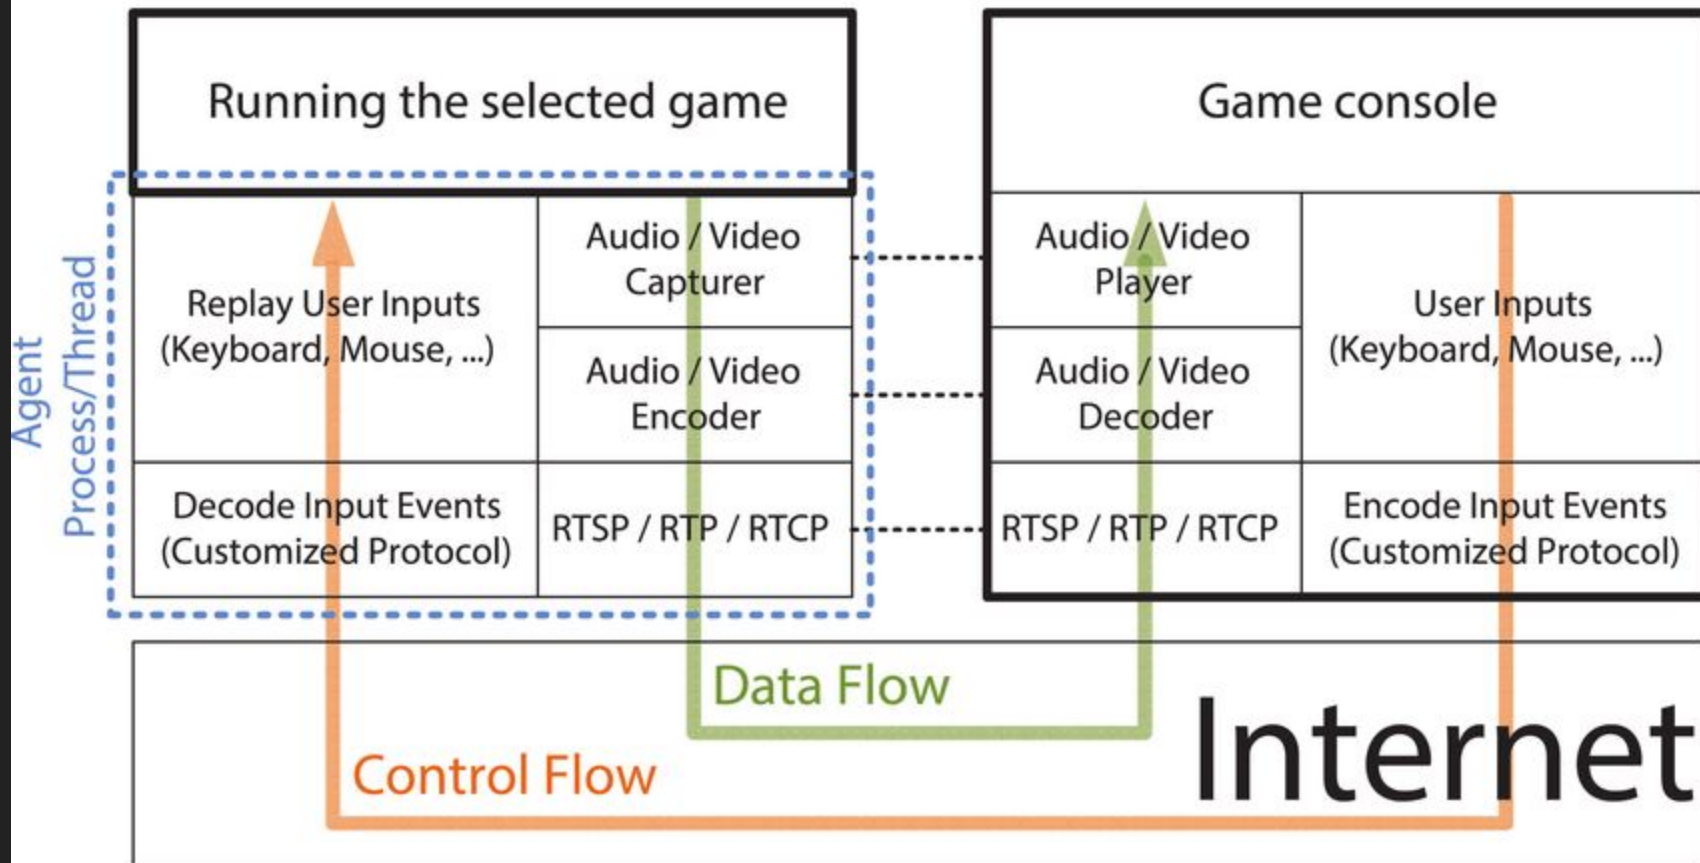 Running the selected game
Game console
Agent
Process/Thread
Replay User Inputs
(Keyboard, Mouse, ...)
Audio / Video
Capturer
Audio / Video
Encoder
Decode Input Events
(Customized Protocol)
RTSP / RTP / RTCP
Audio / Video
Player
Audio / Video
Decoder
RTSP / RTP / RTCP
User Inputs
(Keyboard, Mouse, ...)
Encode Input Events
(Customized Protocol)
Data Flow
Control Flow
Internet